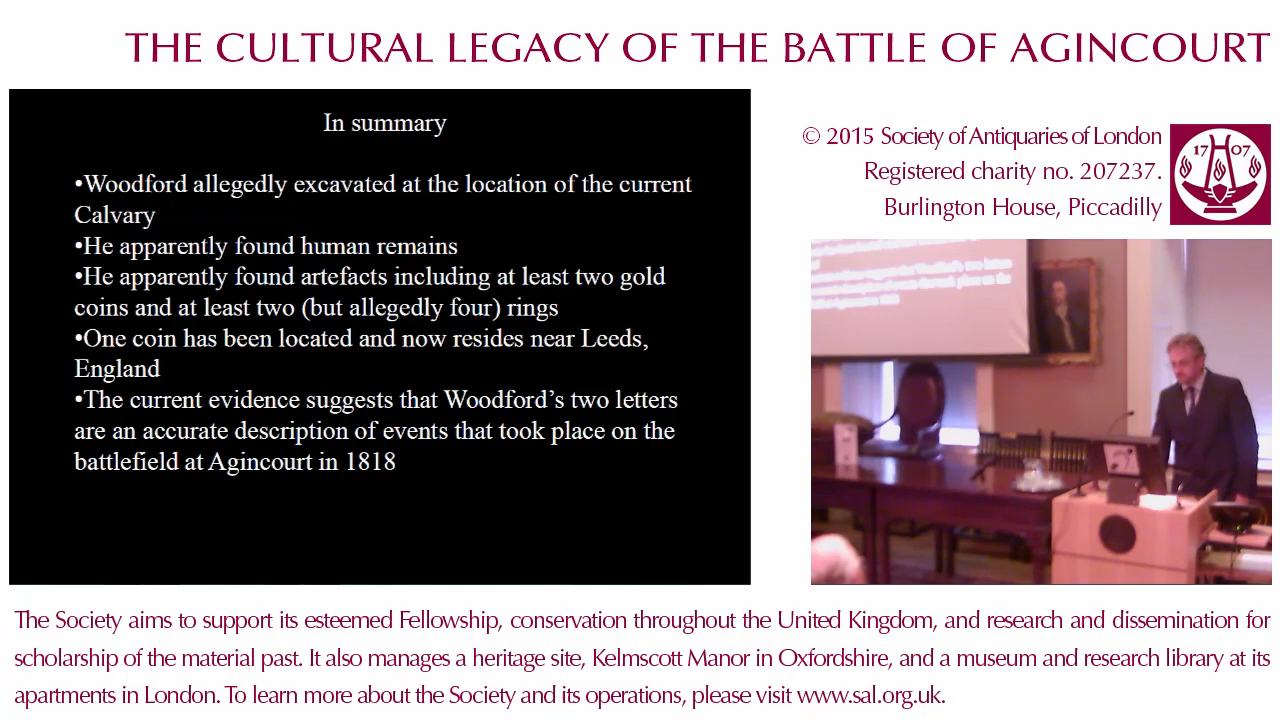 THE CULTURAL LEGACY OF THE BATTLE OF AGINCOURT
In summary
•Woodford allegedly excavated at the location of the current
Calvary
•He apparently found human remains
•He apparently found artefacts including at least two gold
coins and at least two (but allegedly four) rings
•One coin has been located and now resides near Leeds,
England
•The current evidence suggests that Woodford’s two letters
are an accurate description of events that took place on the
battlefield at Agincourt in 1818
© 2015 Society of Antiquaries of London
Registered charity no. 207237.
Burlington House, Piccadilly
17 07
The Society aims to support its esteemed Fellowship, conservation throughout the United Kingdom, and research and dissemination for
scholarship of the material past. It also manages a heritage site, Kelmscott Manor in Oxfordshire, and a museum and research library at its
apartments in London. To learn more about the Society and its operations, please visit www.sal.org.uk.